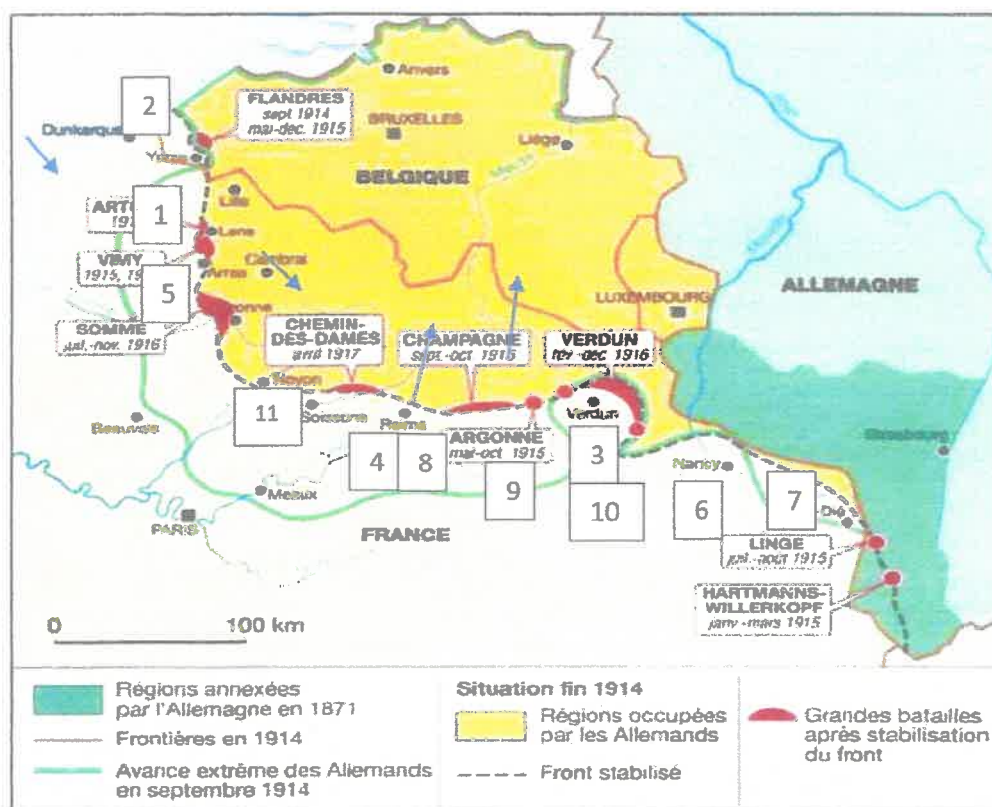 Anvers
2
FLANDRES
sept 1914
mai-dec. 1915
BRUXELLES
Dunkerque
Liège
BELGIQUE
Lille
1
Lens
VIMY
1915,
Arras
Cambrai
5
LUXEMBOURG
ALLEMAGNE
SOMME
juil.-nov. 1916
CHEMIN-
DES-DAMES
avril 1917
CHAMPAGNE
sept.-oct. 1915
VERDUN
fév.-déc. 1916
Noyon
11
Soissons
Reims
Verdun
Beauvais
4
8
ARGONNE
mai-oct 1915
3
Strasbourg
Nancy
9
10
6
7
Dié
Meaux
PARIS
FRANCE
LINGE
juil.-août 1915
HARTMANNS-
WILLERKOPF
janv.-mars 1915
0 100 km
Régions annexées
par l'Allemagne en 1871
Frontières en 1914
Avance extrême des Allemands
en septembre 1914
Situation fin 1914
Régions occupées
par les Allemands
Front stabilisé
Grandes batailles
après stabilisation
du front